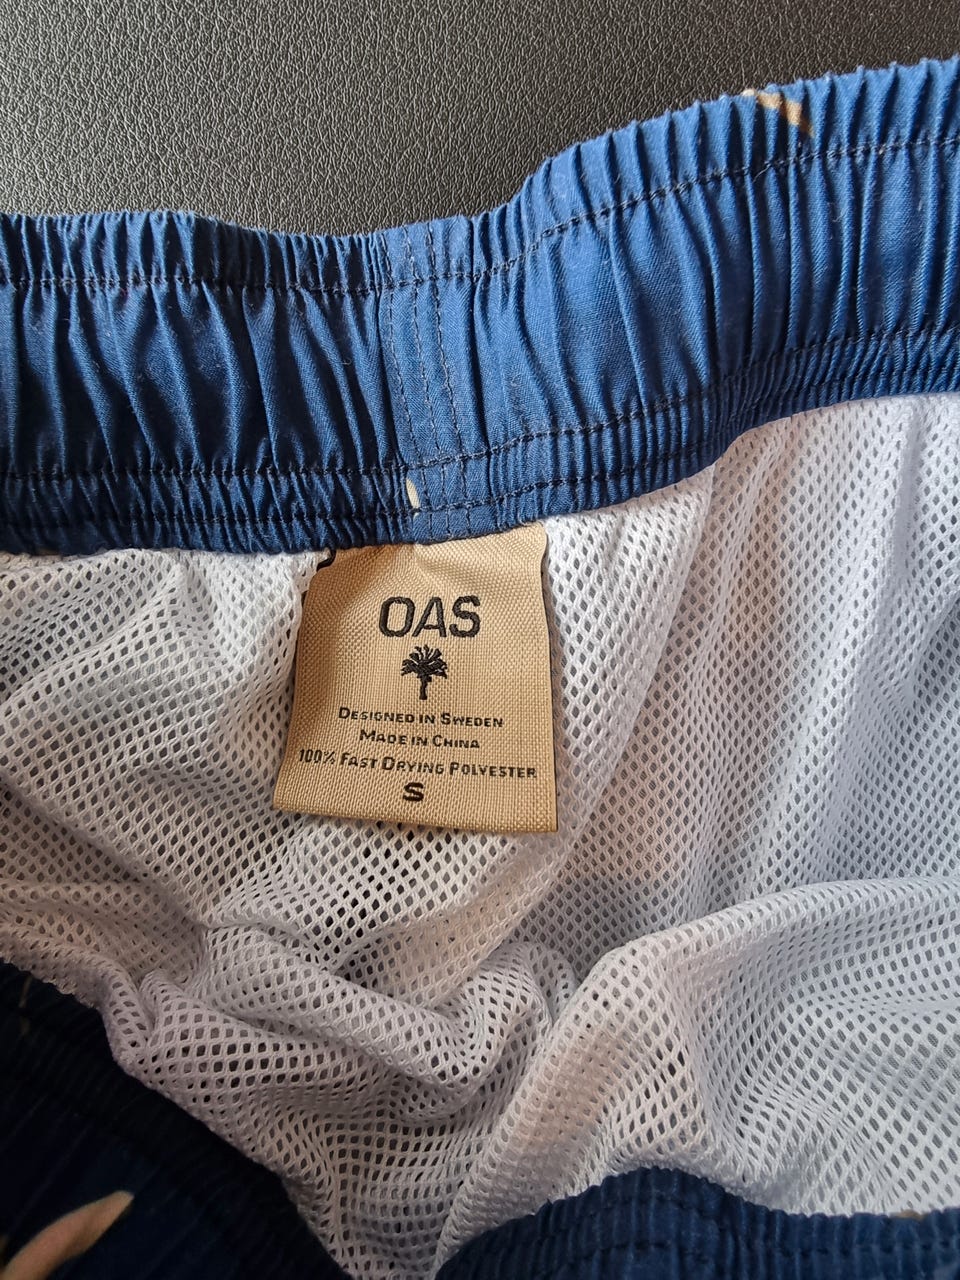 OAS
DESIGNED IN SWEDEN
MADE IN CHINA
100% FAST DRYING POLYESTER
S